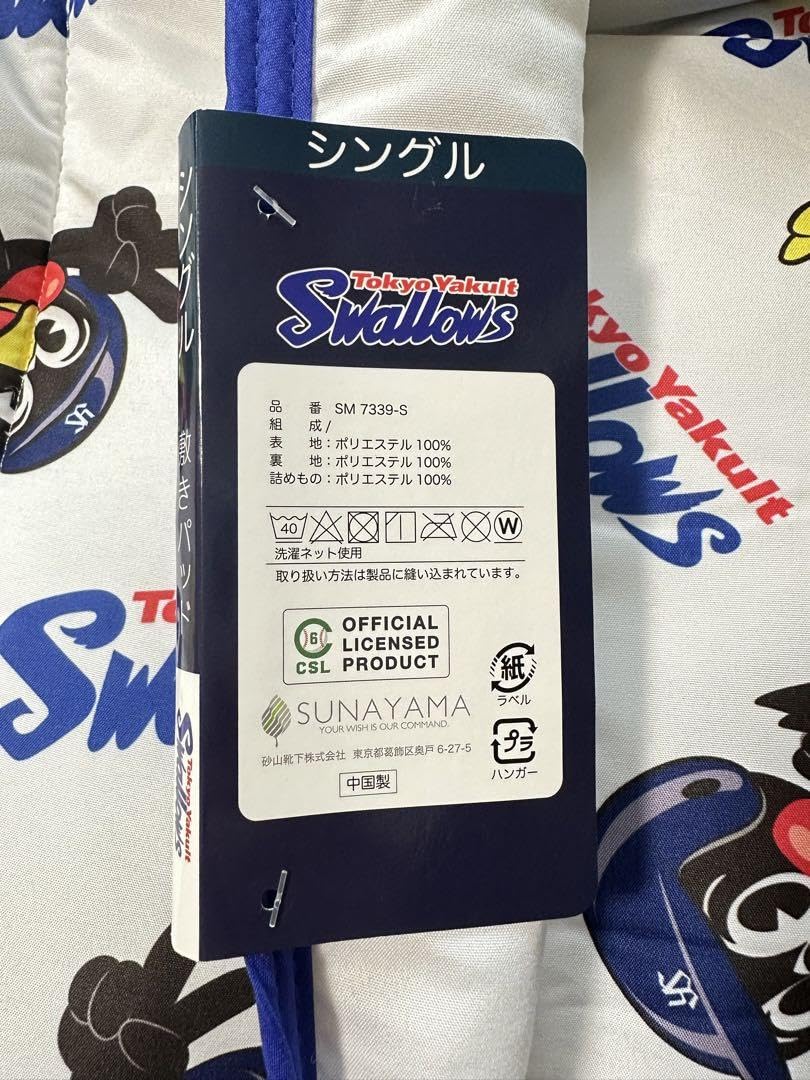 シングル
Tokyo Yakult
Swallows
品 番 SM 7339-S
組 成 /
表 地：ポリエステル 100%
裏 地：ポリエステル 100%
詰めもの：ポリエステル 100%
40
W
洗濯ネット使用
取り扱い方法は製品に縫い込まれています。
6
CSL
OFFICIAL
LICENSED
PRODUCT
SUNAYAMA
YOUR WISH IS OUR COMMAND.
砂山靴下株式会社 東京都葛飾区奥戸 6-27-5
中国製
紙
ラベル
プラ
ハンガー
シングル
敷きパッド
Tokyo Yakult
Swallows
Tokyo Yakult
Swallows
YS
YS